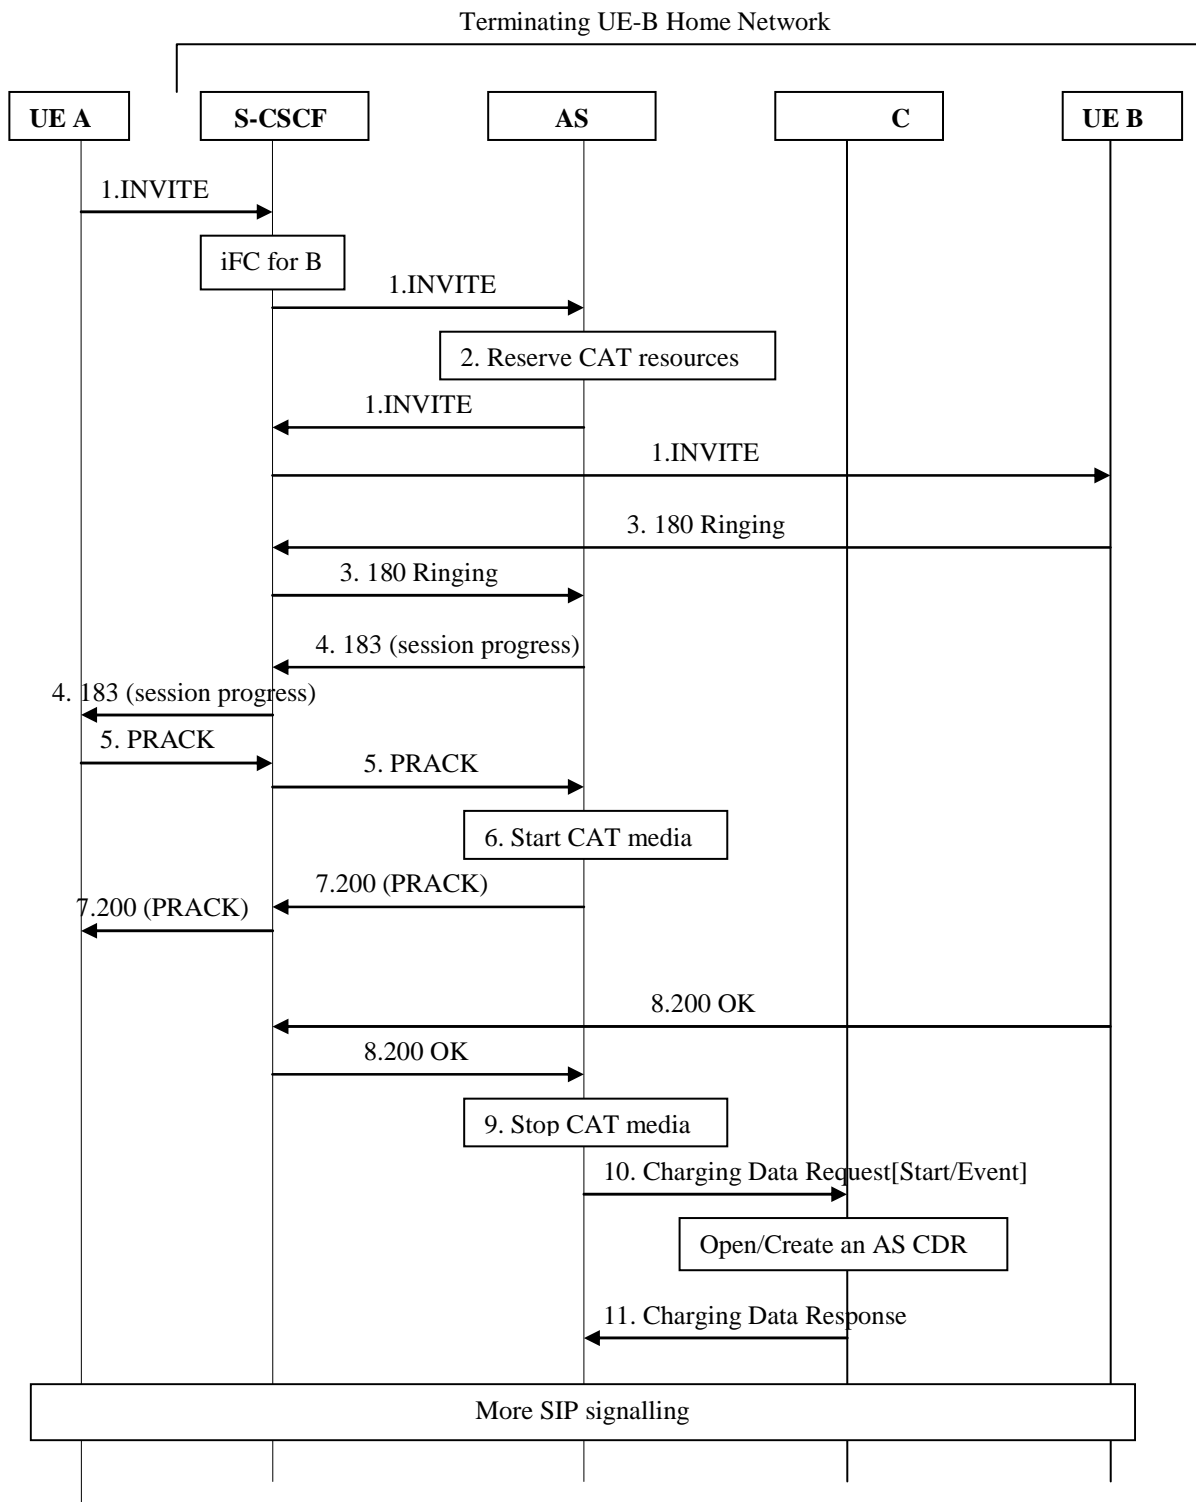 Terminating UE-B Home Network
UE A
S-CSCF
AS
C
UE B
1.INVITE
iFC for B
1.INVITE
2. Reserve CAT resources
1.INVITE
1.INVITE
3. 180 Ringing
3. 180 Ringing
4. 183 (session progress)
4. 183 (session progress)
5. PRACK
5. PRACK
6. Start CAT media
7.200 (PRACK)
7.200 (PRACK)
8.200 OK
8.200 OK
9. Stop CAT media
10. Charging Data Request[Start/Event]
Open/Create an AS CDR
11. Charging Data Response
More SIP signalling